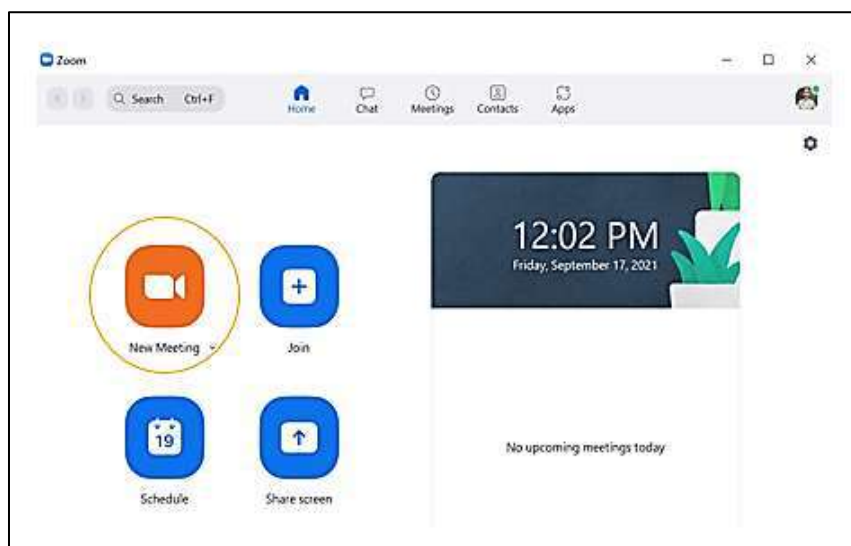 Zoom
Search Ctrl+F
Home
Chat
Meetings
Contacts
Apps
12:02 PM
Friday, September 17, 2021
New Meeting
Join
19
Schedule
Share screen
No upcoming meetings today